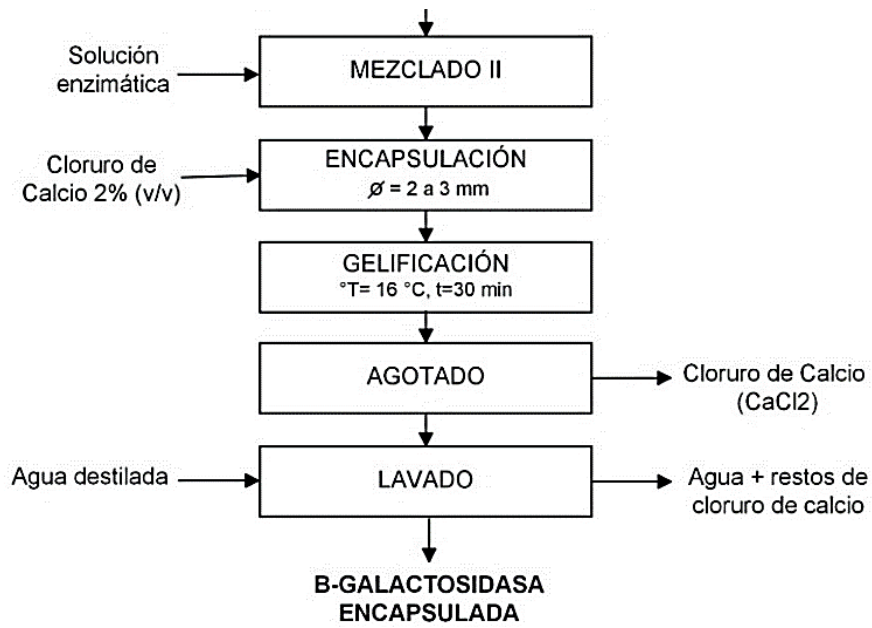 Solución
enzimática
MEZCLADO II
Cloruro de
Calcio 2% (v/v)
ENCAPSULACIÓN
ø = 2 a 3 mm
GELIFICACIÓN
°T= 16 °C, t=30 min
AGOTADO
Cloruro de Calcio
(CaCl2)
Agua destilada
LAVADO
Agua + restos de
cloruro de calcio
B-GALACTOSIDASA
ENCAPSULADA